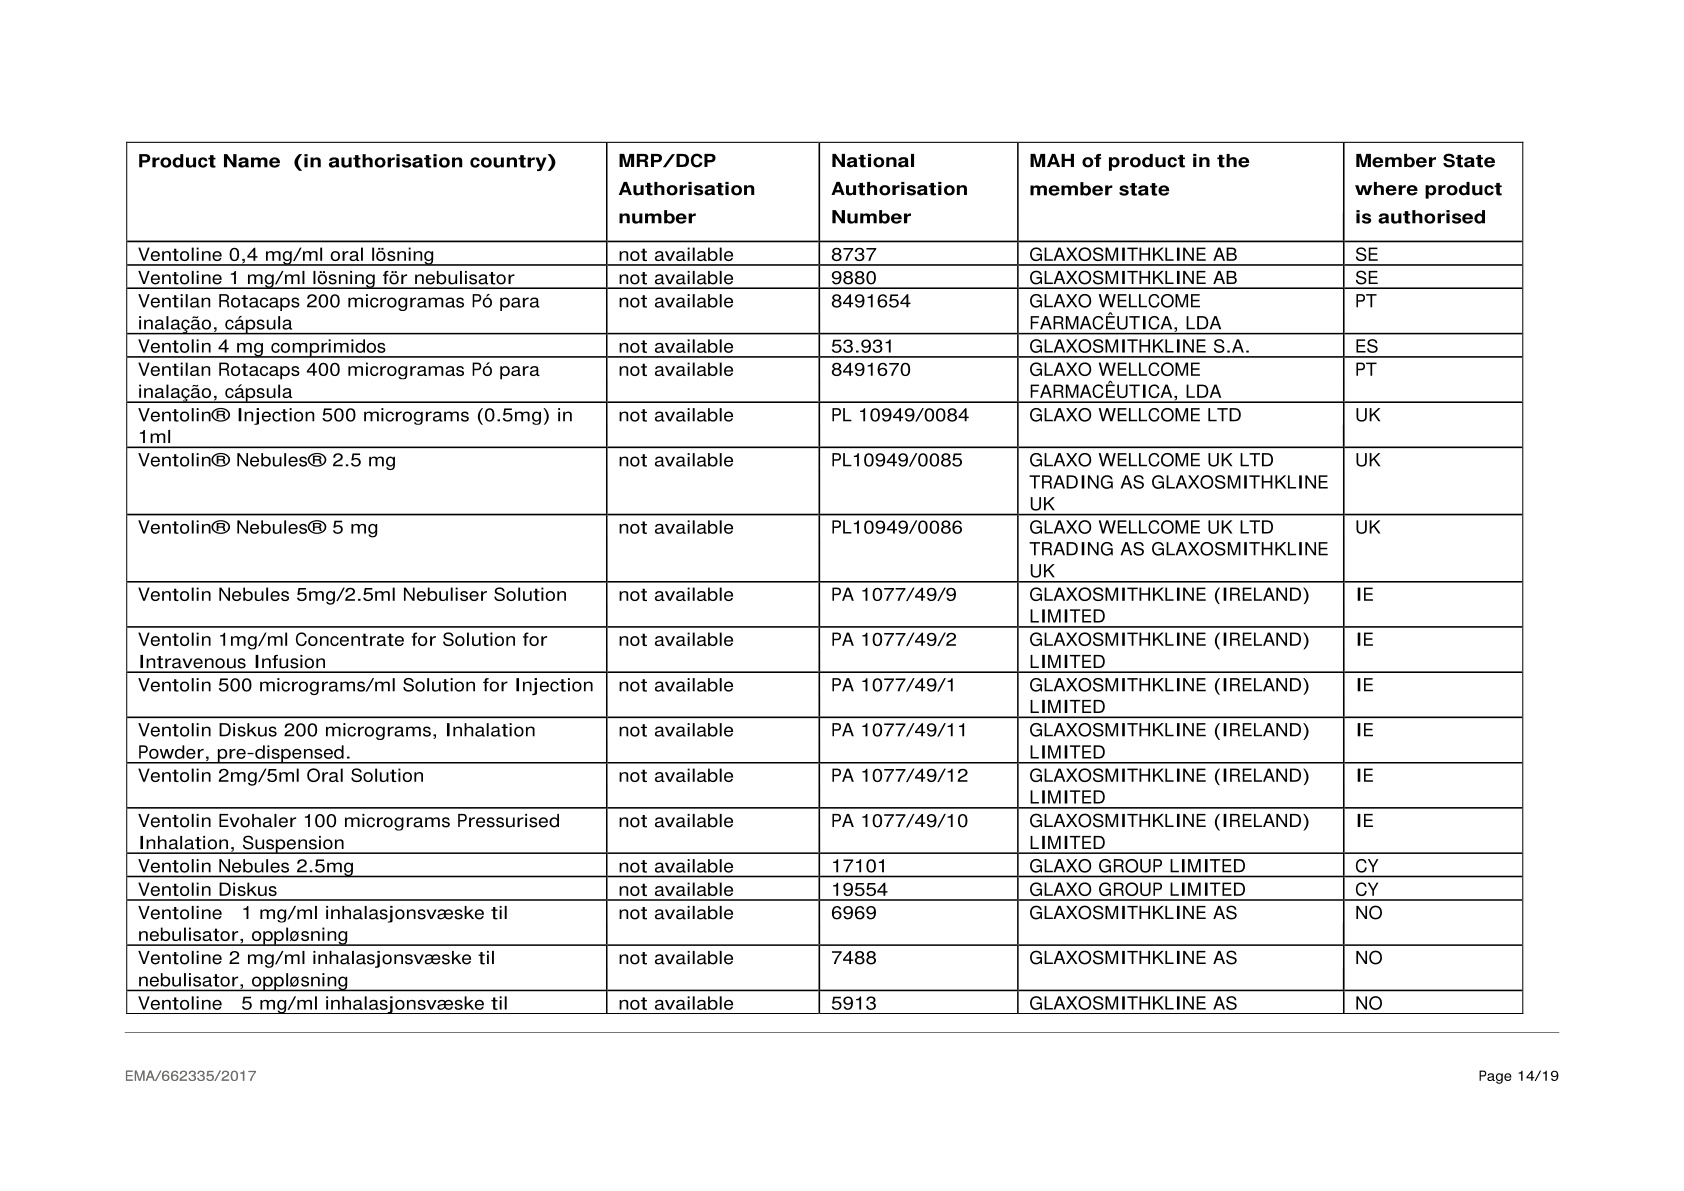 Product Name  (in authorisation country) MRP/DCP Authorisation number National Authorisation Number MAH of product in the member state Member State where product is authorised
Ventoline 0,4 mg/ml oral lösning not available 8737 GLAXOSMITHKLINE AB SE
Ventoline 1 mg/ml lösning för nebulisator not available 9880 GLAXOSMITHKLINE AB SE
Ventilan Rotacaps 200 microgramas Pó para inalação, cápsula not available 8491654 GLAXO WELLCOME FARMACÊUTICA, LDA PT
Ventolin 4 mg comprimidos not available 53.931 GLAXOSMITHKLINE S.A. ES
Ventilan Rotacaps 400 microgramas Pó para inalação, cápsula not available 8491670 GLAXO WELLCOME FARMACÊUTICA, LDA PT
Ventolin® Injection 500 micrograms (0.5mg) in 1ml not available PL 10949/0084 GLAXO WELLCOME LTD UK
Ventolin® Nebules® 2.5 mg not available PL10949/0085 GLAXO WELLCOME UK LTD TRADING AS GLAXOSMITHKLINE UK UK
Ventolin® Nebules® 5 mg not available PL10949/0086 GLAXO WELLCOME UK LTD TRADING AS GLAXOSMITHKLINE UK UK
Ventolin Nebules 5mg/2.5ml Nebuliser Solution not available PA 1077/49/9 GLAXOSMITHKLINE (IRELAND) LIMITED IE
Ventolin 1mg/ml Concentrate for Solution for Intravenous Infusion not available PA 1077/49/2 GLAXOSMITHKLINE (IRELAND) LIMITED IE
Ventolin 500 micrograms/ml Solution for Injection not available PA 1077/49/1 GLAXOSMITHKLINE (IRELAND) LIMITED IE
Ventolin Diskus 200 micrograms, Inhalation Powder, pre-dispensed. not available PA 1077/49/11 GLAXOSMITHKLINE (IRELAND) LIMITED IE
Ventolin 2mg/5ml Oral Solution not available PA 1077/49/12 GLAXOSMITHKLINE (IRELAND) LIMITED IE
Ventolin Evohaler 100 micrograms Pressurised Inhalation, Suspension not available PA 1077/49/10 GLAXOSMITHKLINE (IRELAND) LIMITED IE
Ventolin Nebules 2.5mg not available 17101 GLAXO GROUP LIMITED CY
Ventolin Diskus not available 19554 GLAXO GROUP LIMITED CY
Ventoline   1 mg/ml inhalasjonsvæske til nebulisator, oppløsning not available 6969 GLAXOSMITHKLINE AS NO
Ventoline 2 mg/ml inhalasjonsvæske til nebulisator, oppløsning not available 7488 GLAXOSMITHKLINE AS NO
Ventoline   5 mg/ml inhalasjonsvæske til not available 5913 GLAXOSMITHKLINE AS NO
EMA/662335/2017 Page 14/19